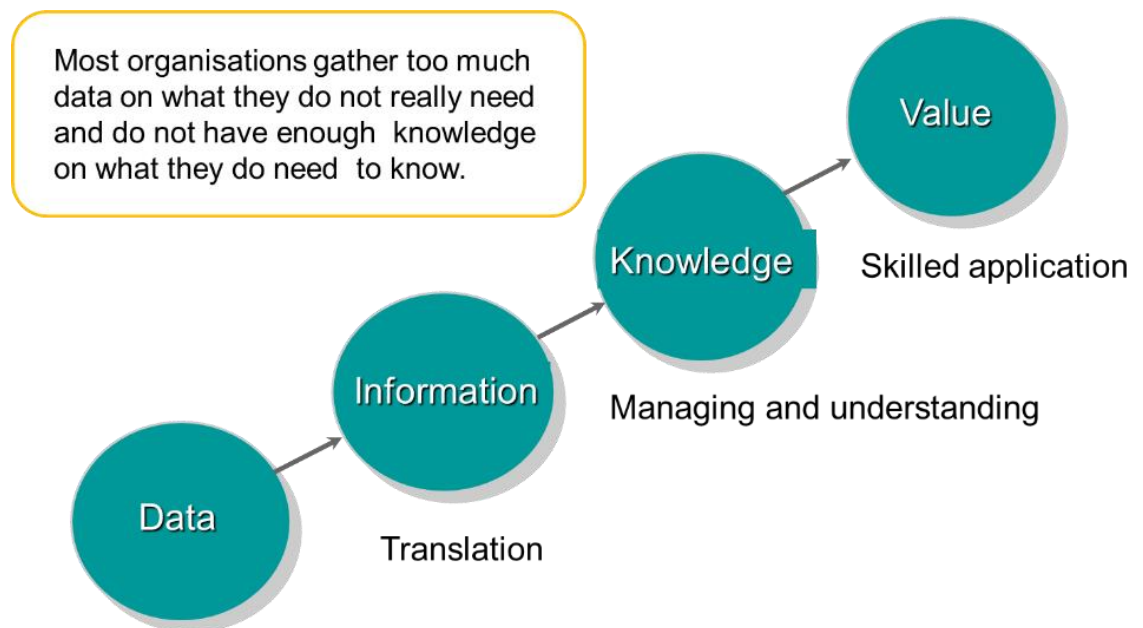 Most organisations gather too much
data on what they do not really need
and do not have enough knowledge
on what they do need to know.
Value
Skilled application
Knowledge
Managing and understanding
Information
Translation
Data